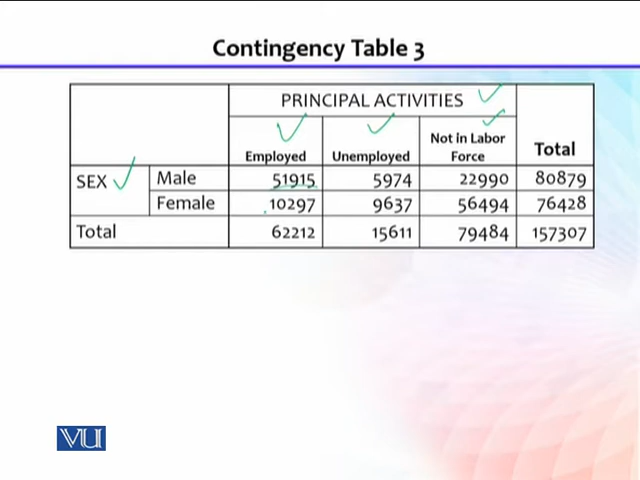 Contingency Table 3
PRINCIPAL ACTIVITIES
Employed Unemployed Not in Labor Force Total
SEX Male 51915 5974 22990 80879
Female 10297 9637 56494 76428
Total 62212 15611 79484 157307
VU